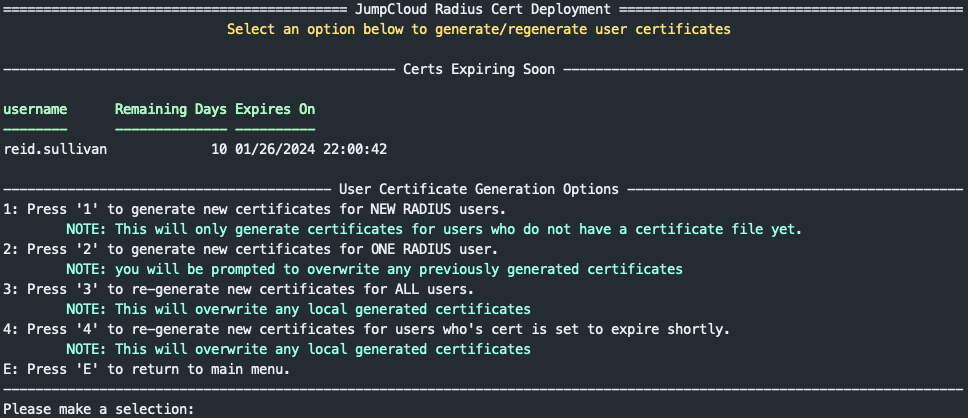 =========================================== JumpCloud Radius Cert Deployment ===========================================
Select an option below to generate/regenerate user certificates
------------------------------------------------- Certs Expiring Soon --------------------------------------------------
username      Remaining Days Expires On
--------      -------------- ----------
reid.sullivan             10 01/26/2024 22:00:42
----------------------------------------- User Certificate Generation Options ------------------------------------------
1: Press '1' to generate new certificates for NEW RADIUS users.
NOTE: This will only generate certificates for users who do not have a certificate file yet.
2: Press '2' to generate new certificates for ONE RADIUS user.
NOTE: you will be prompted to overwrite any previously generated certificates
3: Press '3' to re-generate new certificates for ALL users.
NOTE: This will overwrite any local generated certificates
4: Press '4' to re-generate new certificates for users who's cert is set to expire shortly.
NOTE: This will overwrite any local generated certificates
E: Press 'E' to return to main menu.
------------------------------------------------------------------------------------------------------------------------
Please make a selection: